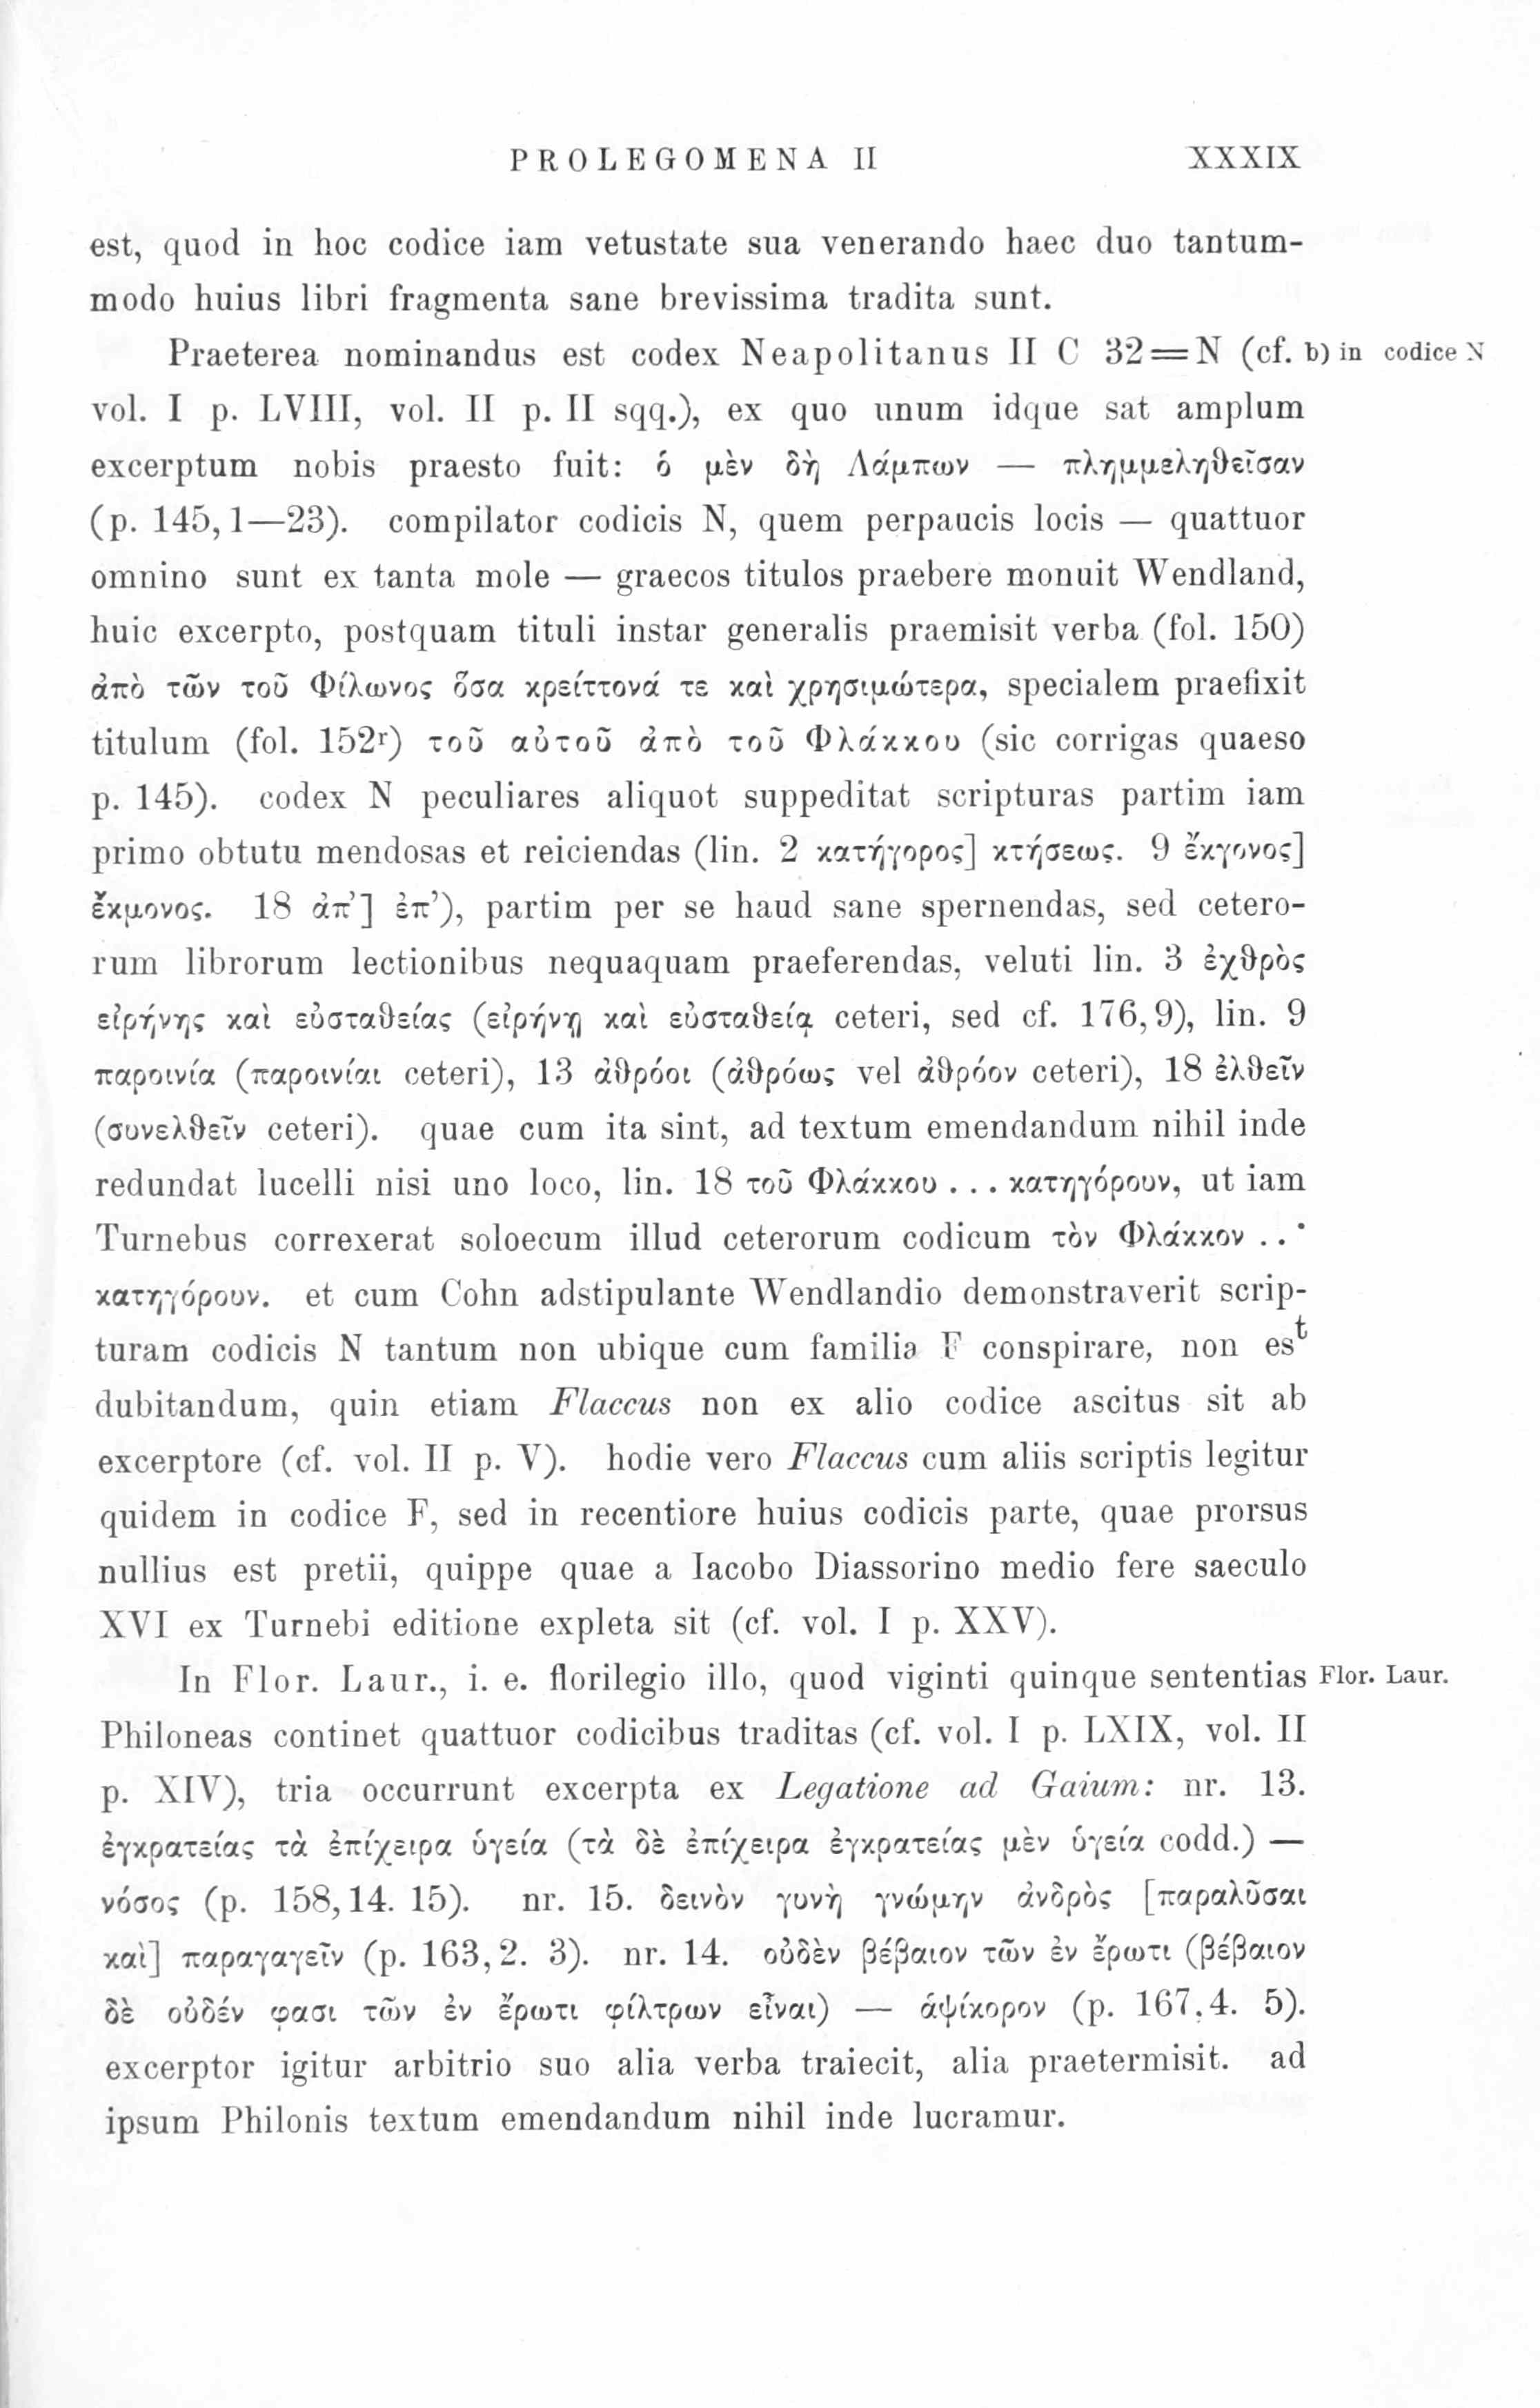 PROLEGOMENA II XXXIX
est, quod in hoc codice iam vetustate sua venerando haec duo tantum-
modo huius libri fragmenta sane brevissima tradita sunt.
Praeterea nominandus est codex Neapolitanus II C 32=N (cf. b) in codice N
vol. I p. LVIII, vol. II p. II sqq.), ex quo unum idque sat amplum
excerptum nobis praesto fuit: ὁ μὲν δὴ Λάμπων — πλημμεληθεῖσαν
(p. 145, 1—23). compilator codicis N, quem perpaucis locis — quattuor
omnino sunt ex tanta mole — graecos titulos praebere monuit Wendland,
huic excerpto, postquam tituli instar generalis praemisit verba (fol. 150)
ἀπὸ τῶν τοῦ Φίλωνος ὅσα κρείττονά τε καὶ χρησιμώτερα, specialem praefixit
titulum (fol. 152r) τοῦ αὐτοῦ ἀπὸ τοῦ Φλάκκου (sic corrigas quaeso
p. 145). codex N peculiares aliquot suppeditat scripturas partim iam
primo obtutu mendosas et reiciendas (lin. 2 κατήγορος] κτήσεως. 9 ἔκγονος]
ἔκμονος. 18 ἀπ’] ἐπ’), partim per se haud sane spernendas, sed cetero-
rum librorum lectionibus nequaquam praeferendas, veluti lin. 3 ἐχθρὸς
εἰρήνης καὶ εὐσταθείας (εἰρήνῃ καὶ εὐσταθείᾳ ceteri, sed cf. 176, 9), lin. 9
παροινία (παροινίαι ceteri), 13 ἀθρόοι (ἀθρόως vel ἀθρόον ceteri), 18 ἐλθεῖν
(συνελθεῖν ceteri). quae cum ita sint, ad textum emendandum nihil inde
redundat lucelli nisi uno loco, lin. 18 τοῦ Φλάκκου . . . κατηγόρουν, ut iam
Turnebus correxerat soloecum illud ceterorum codicum τὸν Φλάκκον . . ·
κατηγόρουν. et cum Cohn adstipulante Wendlandio demonstraverit scrip-
turam codicis N tantum non ubique cum familia F conspirare, non est
dubitandum, quin etiam Flaccus non ex alio codice ascitus sit ab
excerptore (cf. vol. II p. V). hodie vero Flaccus cum aliis scriptis legitur
quidem in codice F, sed in recentiore huius codicis parte, quae prorsus
nullius est pretii, quippe quae a Iacobo Diassorino medio fere saeculo
XVI ex Turnebi editione expleta sit (cf. vol. I p. XXV).
In Flor. Laur., i. e. florilegio illo, quod viginti quinque sententias Flor. Laur.
Philoneas continet quattuor codicibus traditas (cf. vol. I p. LXIX, vol. II
p. XIV), tria occurrunt excerpta ex Legatione ad Gaium: nr. 13.
ἐγκρατείας τὰ ἐπίχειρα ὑγεία (τὰ δὲ ἐπίχειρα ἐγκρατείας μὲν ὑγεία codd.) —
νόσος (p. 158, 14. 15). nr. 15. δεινὸν γυνὴ γνώμην ἀνδρὸς [παραλῦσαι
καὶ] παραγαγεῖν (p. 163, 2. 3). nr. 14. οὐδὲν βέβαιον τῶν ἐν ἔρωτι (βέβαιον
δὲ οὐδέν φασι τῶν ἐν ἔρωτι φίλτρων εἶναι) — ἁψίκορον (p. 167, 4. 5).
excerptor igitur arbitrio suo alia verba traiecit, alia praetermisit. ad
ipsum Philonis textum emendandum nihil inde lucramur.